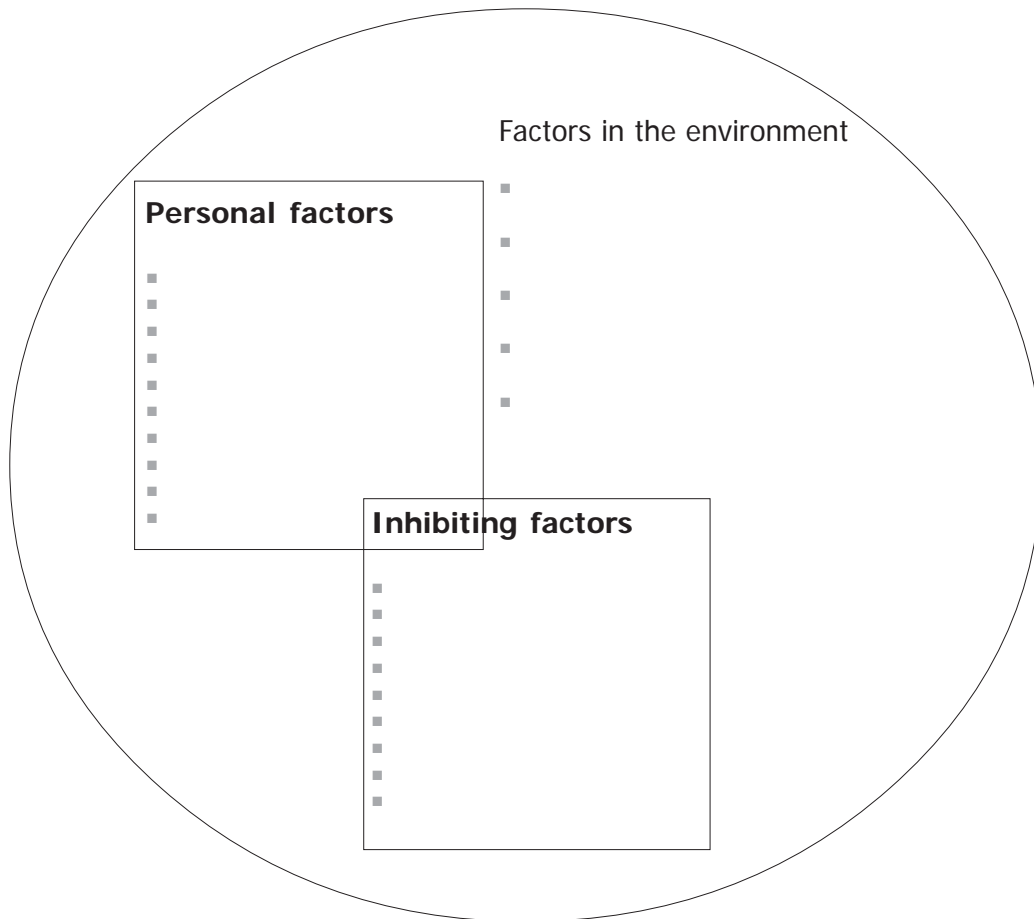 Factors in the environment
Personal factors
Inhibiting factors